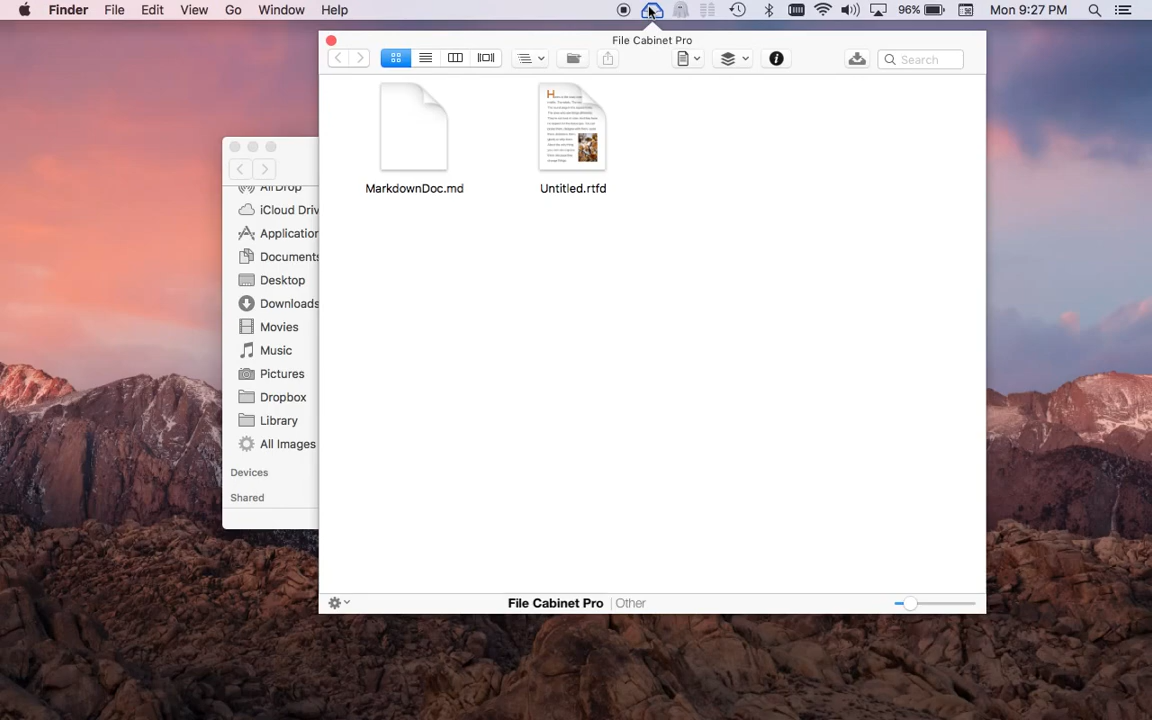 Finder File Edit View Go Window Help 96% Mon 9:27 PM
File Cabinet Pro
Search
AirDrop
iCloud Driv
Application
Documents
Desktop
Downloads
Movies
Music
Pictures
Dropbox
Library
All Images
Devices
Shared
MarkdownDoc.md Untitled.rtfd
File Cabinet Pro Other